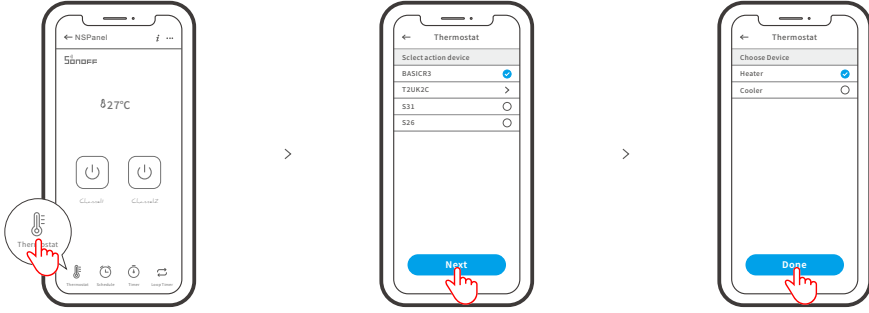 ← NSPanel i ...
SONOFF
27℃
Thermostat
Thermostat Schedule Timer Loop Timer
>
← Thermostat
Select action device
BASICR3
T2UK2C >
S31
S26
Next
>
← Thermostat
Choose Device
Heater
Cooler
Done